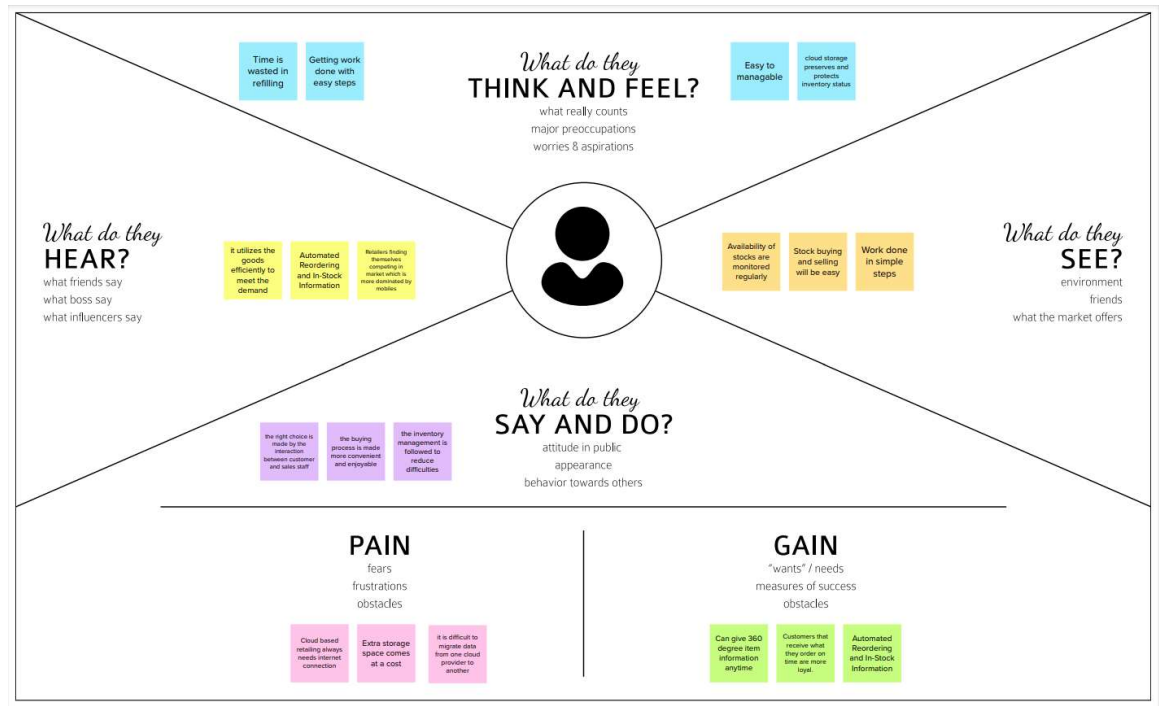 What do they
THINK AND FEEL?
what really counts
major preoccupations
worries & aspirations
Time is
wasted in
refilling
Getting work
done with
easy steps
Easy to
managable
cloud storage
preserves and
protects
inventory status
What do they
HEAR?
what friends say
what boss say
what influencers say
it utilizes the
goods
efficiently to
meet the
demand
Automated
Reordering
and In-Stock
Information
Retailers finding
themselves
competing in
market which is
more dominated by
mobiles
Availability of
stocks are
monitored
regularly
Stock buying
and selling
will be easy
Work done
in simple
steps
What do they
SEE?
environment
friends
what the market offers
What do they
SAY AND DO?
attitude in public
appearance
behavior towards others
the right choice is
made by the
interaction
between customer
and sales staff
the buying
process is made
more convenient
and enjoyable
the inventory
management is
followed to
reduce
difficulties
PAIN
fears
frustrations
obstacles
Cloud based
retailing always
needs internet
connection
Extra storage
space comes
at a cost
it is difficult to
migrate data
from one cloud
provider to
another
GAIN
"wants" / needs
measures of success
obstacles
Can give 360
degree item
information
anytime
Customers that
receive what
they order on
time are more
loyal.
Automated
Reordering
and In-Stock
Information